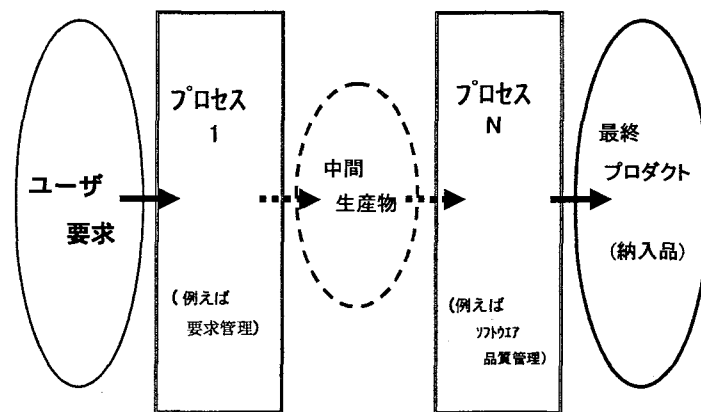 ユーザ
要求
プロセス
1
(例えば
要求管理)
中間
生産物
プロセス
N
(例えば
ソフトウエア
品質管理)
最終
プロダクト
(納入品)